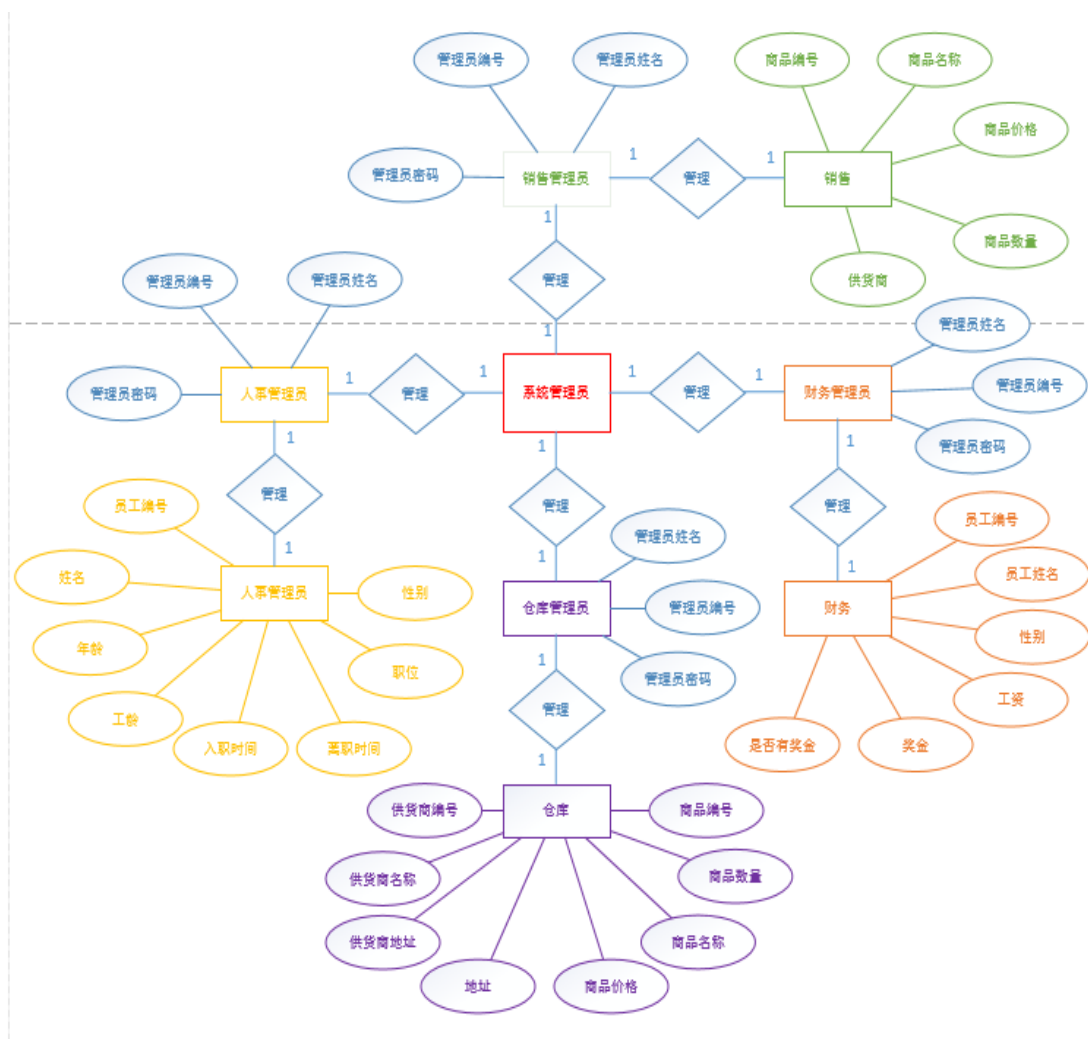 管理员编号
管理员姓名
商品编号
商品名称
商品价格
管理员密码
销售管理员
1
管理
1
销售
1
商品数量
管理员编号
管理员姓名
管理
供货商
1
管理员姓名
管理员密码
人事管理员
1
管理
1
系统管理员
1
管理
1
财务管理员
管理员编号
1
1
管理员密码
1
管理
员工编号
管理
管理
员工编号
管理员姓名
1
1
1
姓名
人事管理员
性别
仓库管理员
管理员编号
财务
员工姓名
年龄
职位
1
管理员密码
性别
工龄
管理
工资
入职时间
离职时间
是否有奖金
奖金
1
供货商编号
仓库
商品编号
供货商名称
商品数量
供货商地址
商品名称
地址
商品价格